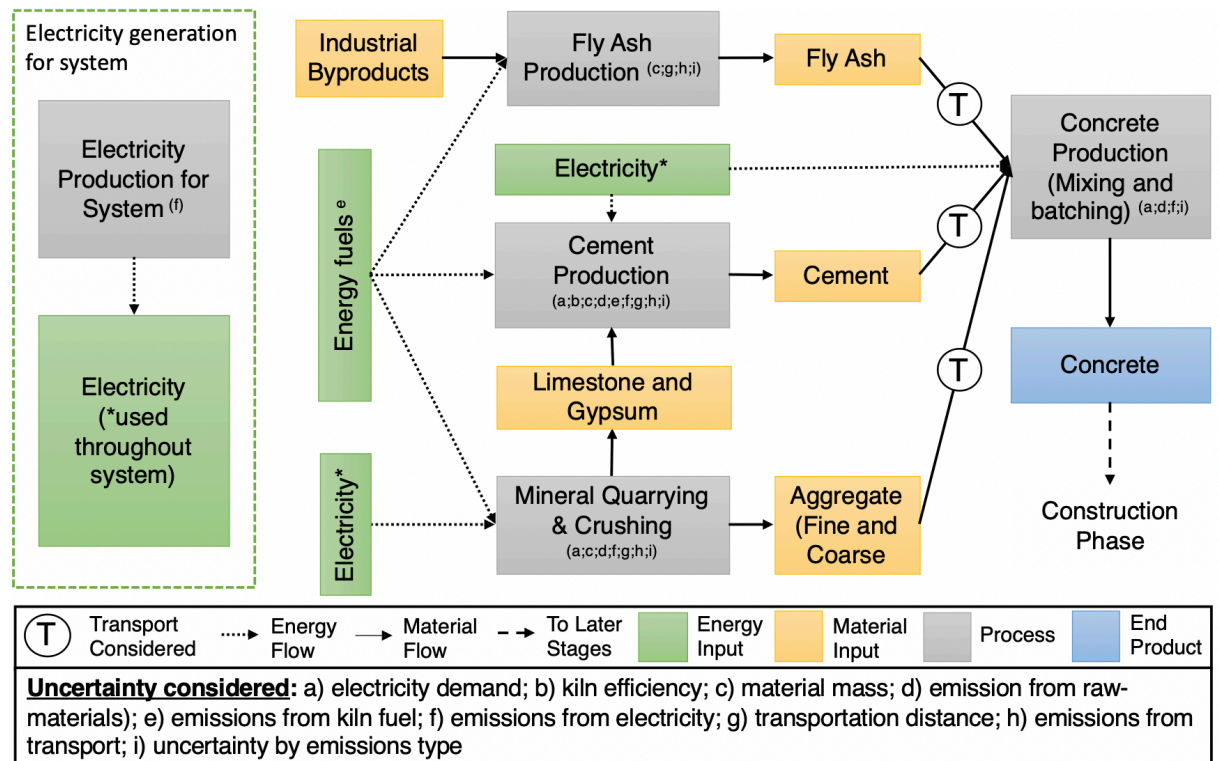 Electricity generation
for system
Electricity
Production for
System (f)
Electricity
(*used
throughout
system)
Industrial
Byproducts
Fly Ash
Production (c;g;h;i)
Fly Ash
T
Energy fuels e
Electricity*
Cement
Production
(a;b;c;d;e;f;g;h;i)
Cement
T
Limestone and
Gypsum
Electricity*
Mineral Quarrying
& Crushing
(a;c;d;f;g;h;i)
Aggregate
(Fine and
Coarse
T
Concrete
Production
(Mixing and
batching) (a;d;f;i)
Concrete
Construction
Phase
T
Transport
Considered
Energy
Flow
Material
Flow
To Later
Stages
Energy
Input
Material
Input
Process
End
Product
Uncertainty considered: a) electricity demand; b) kiln efficiency; c) material mass; d) emission from raw-
materials); e) emissions from kiln fuel; f) emissions from electricity; g) transportation distance; h) emissions from
transport; i) uncertainty by emissions type